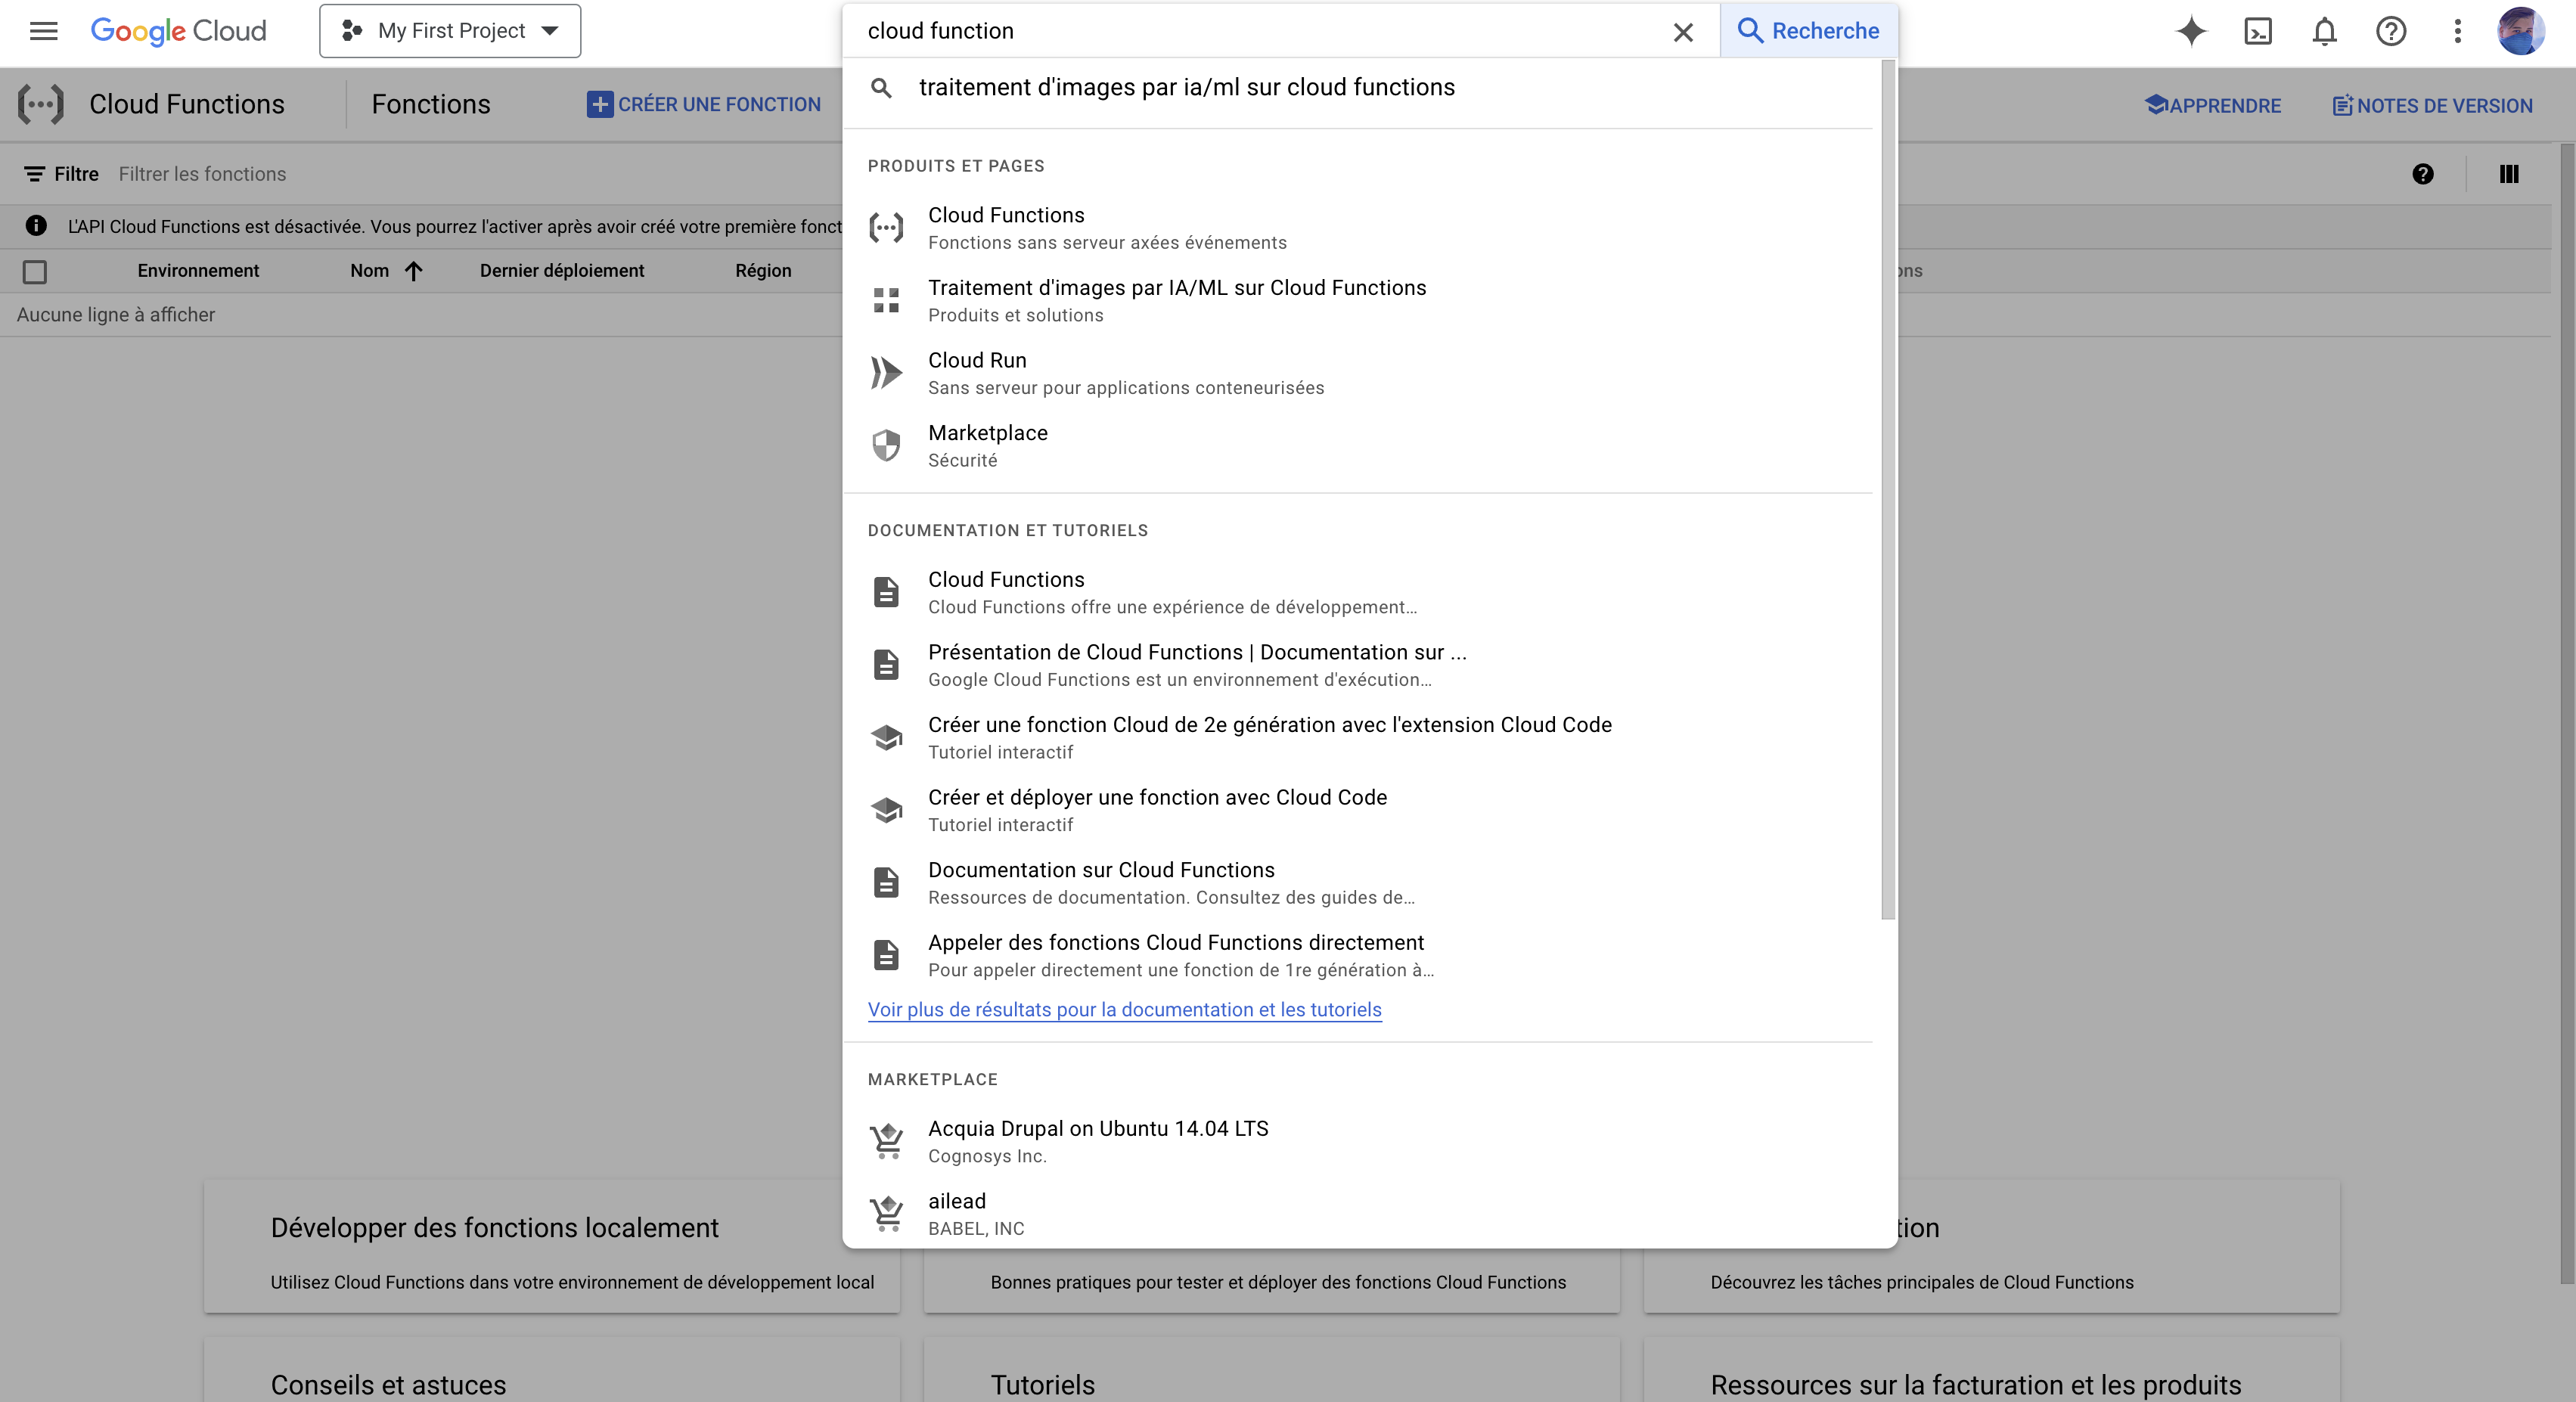 Google Cloud
My First Project
cloud function
Recherche
Cloud Functions
Fonctions
CRÉER UNE FONCTION
APPRENDRE
NOTES DE VERSION
Filtre
Filtrer les fonctions
L'API Cloud Functions est désactivée. Vous pourrez l'activer après avoir créé votre première fonct
Environnement
Nom
Dernier déploiement
Région
ons
Aucune ligne à afficher
traitement d'images par ia/ml sur cloud functions
PRODUITS ET PAGES
Cloud Functions
Fonctions sans serveur axées événements
Traitement d'images par IA/ML sur Cloud Functions
Produits et solutions
Cloud Run
Sans serveur pour applications conteneurisées
Marketplace
Sécurité
DOCUMENTATION ET TUTORIELS
Cloud Functions
Cloud Functions offre une expérience de développement…
Présentation de Cloud Functions | Documentation sur ...
Google Cloud Functions est un environnement d'exécution…
Créer une fonction Cloud de 2e génération avec l'extension Cloud Code
Tutoriel interactif
Créer et déployer une fonction avec Cloud Code
Tutoriel interactif
Documentation sur Cloud Functions
Ressources de documentation. Consultez des guides de…
Appeler des fonctions Cloud Functions directement
Pour appeler directement une fonction de 1re génération à…
Voir plus de résultats pour la documentation et les tutoriels
MARKETPLACE
Acquia Drupal on Ubuntu 14.04 LTS
Cognosys Inc.
ailead
BABEL, INC
Développer des fonctions localement
Utilisez Cloud Functions dans votre environnement de développement local
Bonnes pratiques pour tester et déployer des fonctions Cloud Functions
tion
Découvrez les tâches principales de Cloud Functions
Conseils et astuces
Tutoriels
Ressources sur la facturation et les produits